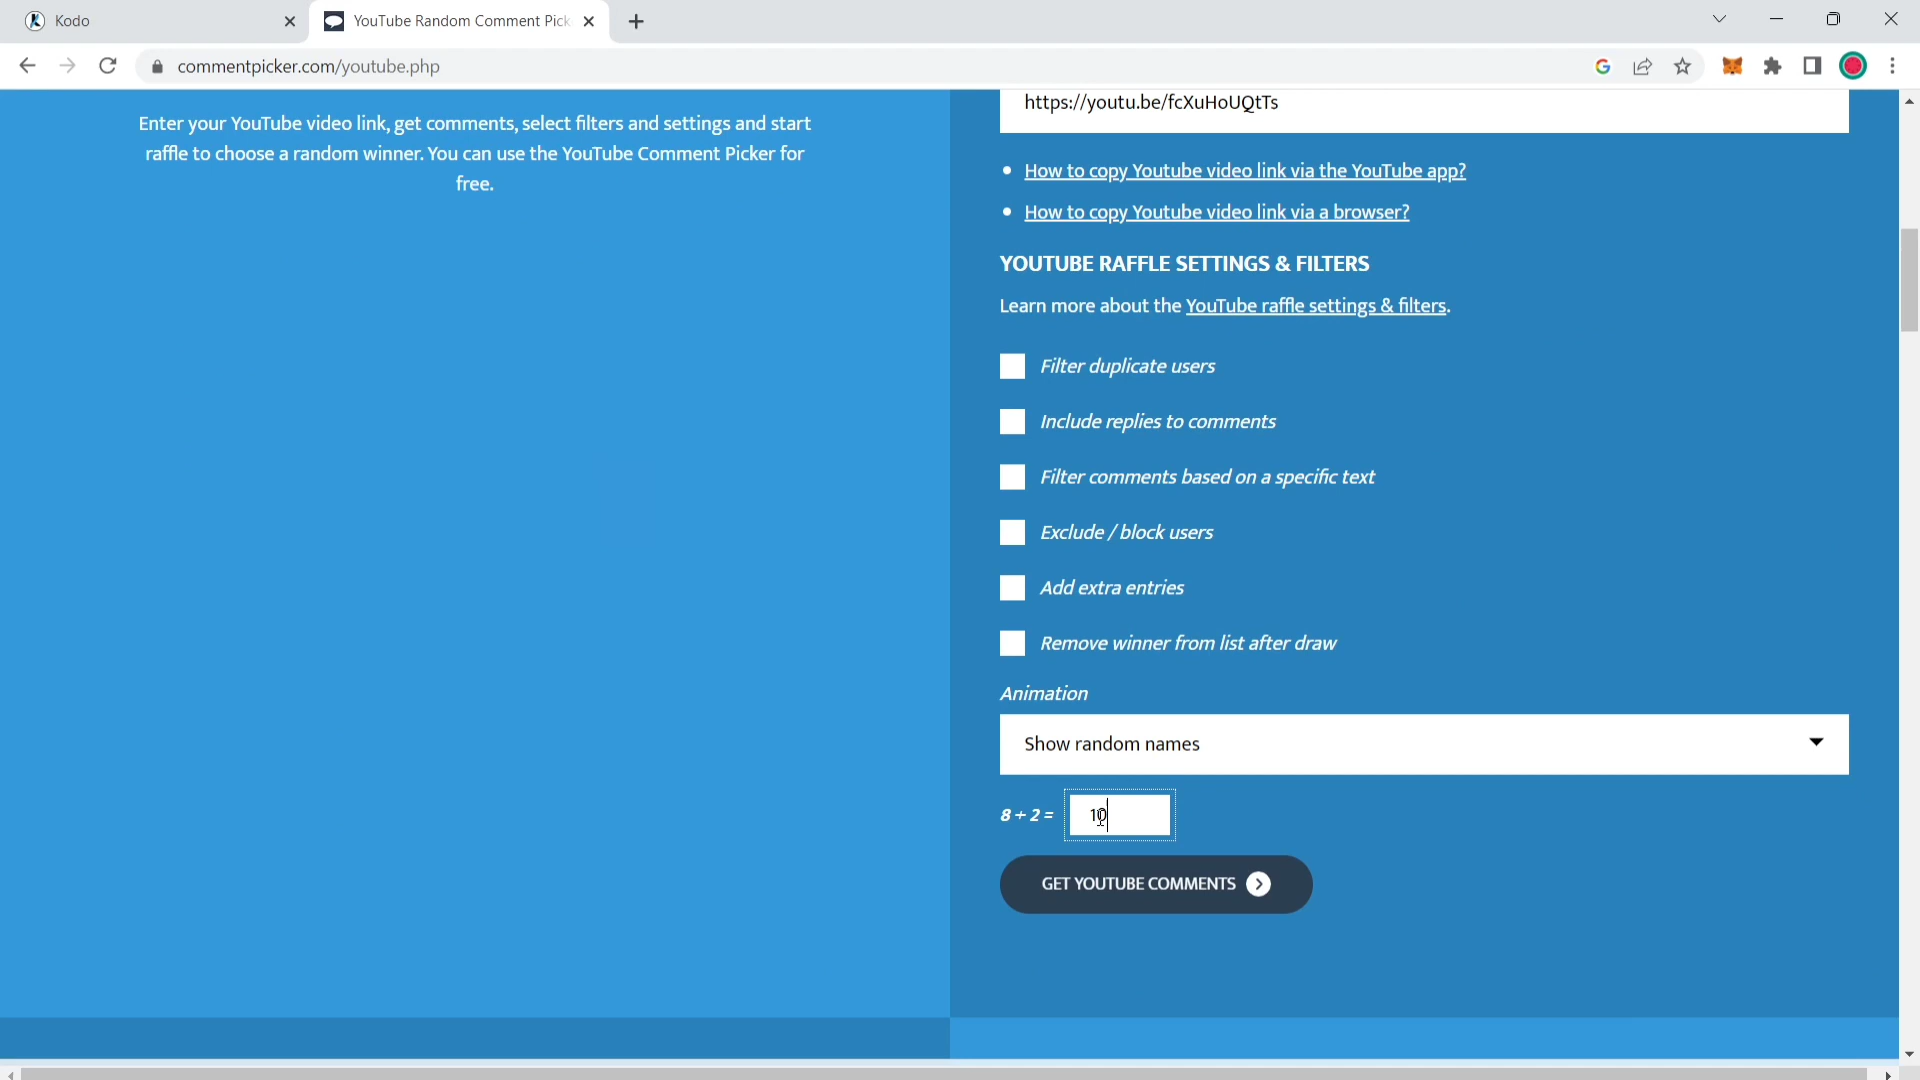 Kodo
YouTube Random Comment Pick
commentpicker.com/youtube.php
Enter your YouTube video link, get comments, select filters and settings and start
raffle to choose a random winner. You can use the YouTube Comment Picker for
free.
https://youtu.be/fcXuHoUQtTs
How to copy Youtube video link via the YouTube app?
How to copy Youtube video link via a browser?
YOUTUBE RAFFLE SETTINGS & FILTERS
Learn more about the YouTube raffle settings & filters.
Filter duplicate users
Include replies to comments
Filter comments based on a specific text
Exclude / block users
Add extra entries
Remove winner from list after draw
Animation
Show random names
8 + 2 = 10
GET YOUTUBE COMMENTS